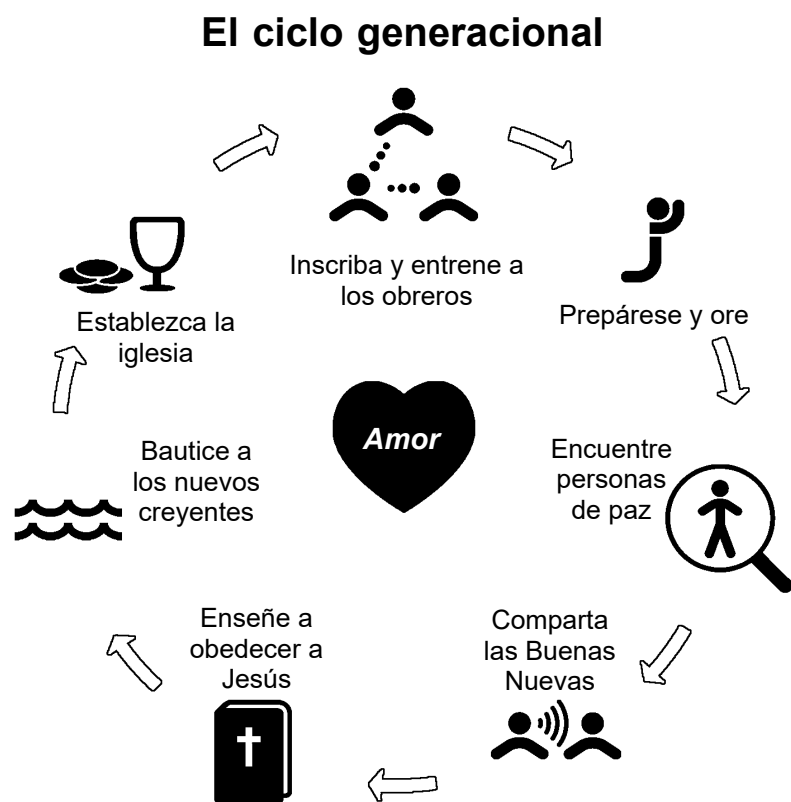 El ciclo generacional
Inscriba y entrene a
los obreros
Prepárese y ore
Encuentre
personas
de paz
Comparta
las Buenas
Nuevas
Enseñe a
obedecer a
Jesús
Bautice a
los nuevos
creyentes
Establezca la
iglesia
Amor